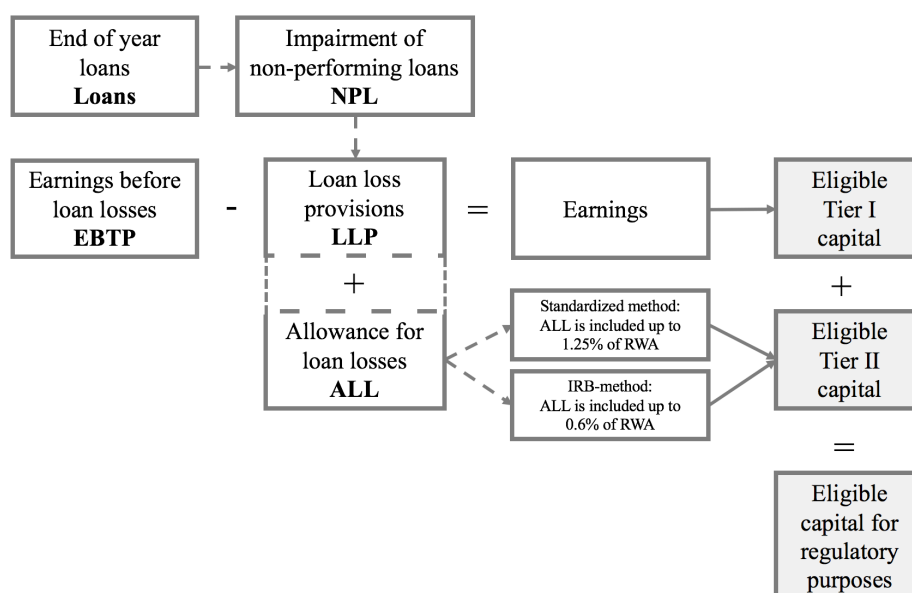 End of year
loans
Loans
Impairment of
non-performing loans
NPL
Earnings before
loan losses
EBTP
-
Loan loss
provisions
LLP
=
Earnings
Eligible
Tier I
capital
+
+
Allowance for
loan losses
ALL
Standardized method:
ALL is included up to
1.25% of RWA
IRB-method:
ALL is included up to
0.6% of RWA
Eligible
Tier II
capital
=
Eligible
capital for
regulatory
purposes